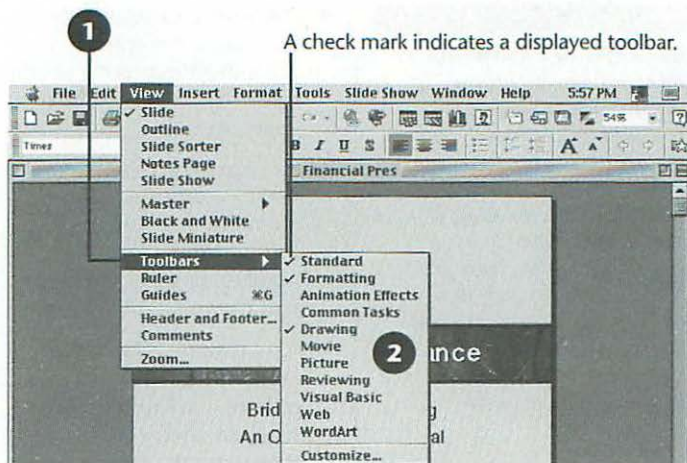 1
A check mark indicates a displayed toolbar.
File Edit View Insert Format Tools Slide Show Window Help 5:57 PM
54%
Times
B I U S A A
Financial Pres
✓ Slide
Outline
Slide Sorter
Notes Page
Slide Show
Master
Black and White
Slide Miniature
Toolbars
Ruler
Guides ⌘G
Header and Footer...
Comments
Zoom...
✓ Standard
✓ Formatting
Animation Effects
Common Tasks
✓ Drawing
Movie
Picture
Reviewing
Visual Basic
Web
WordArt
Customize...
2
nce
Brid g
An O al